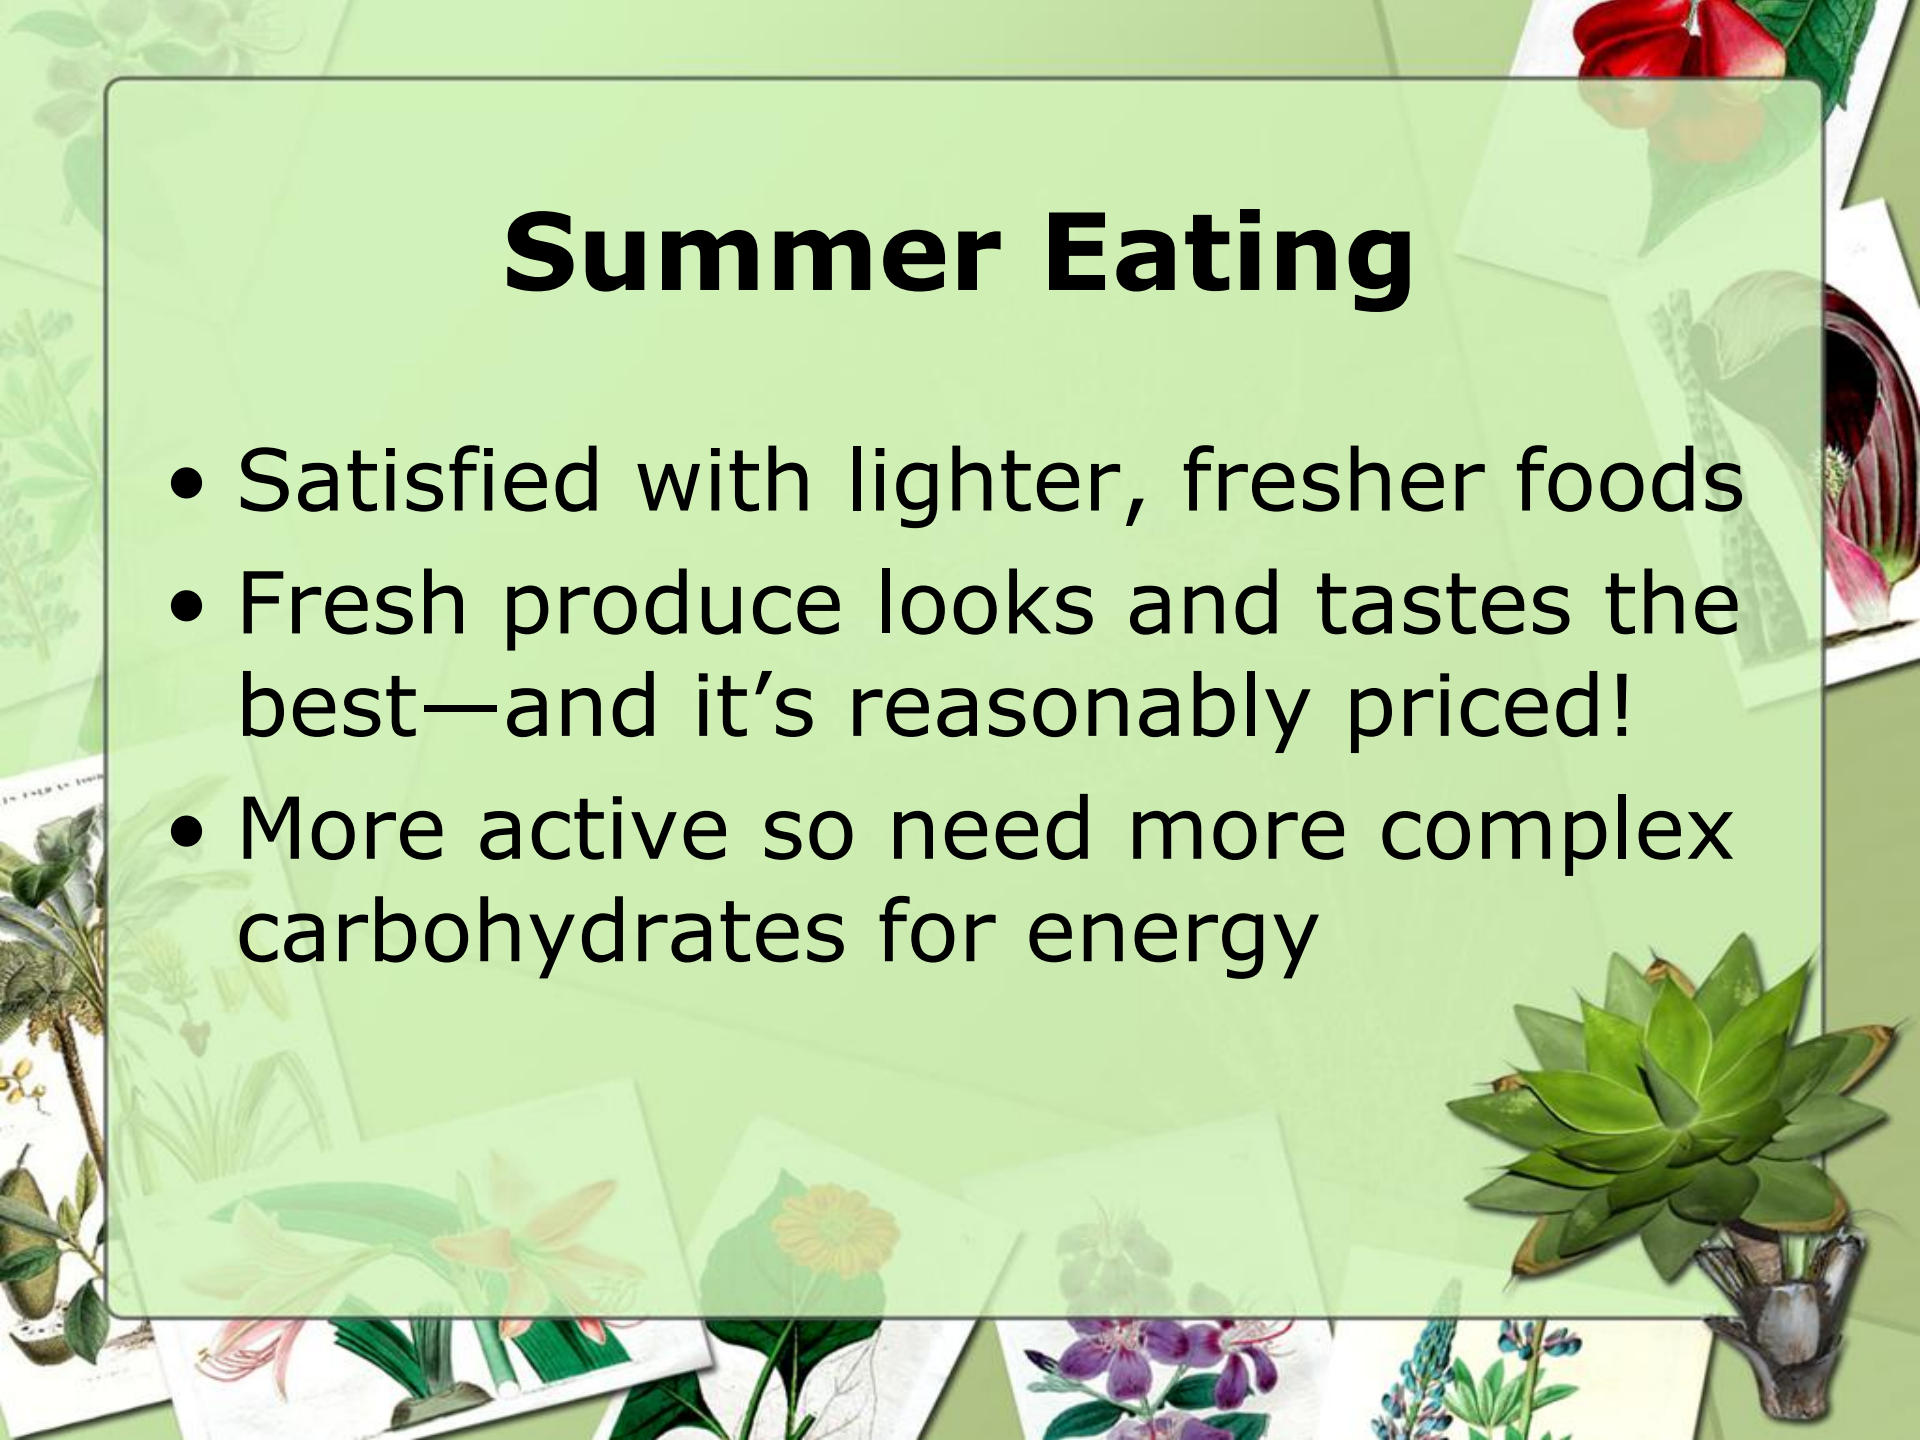 Summer Eating
• Satisfied with lighter, fresher foods
• Fresh produce looks and tastes the
best—and it’s reasonably priced!
• More active so need more complex
carbohydrates for energy